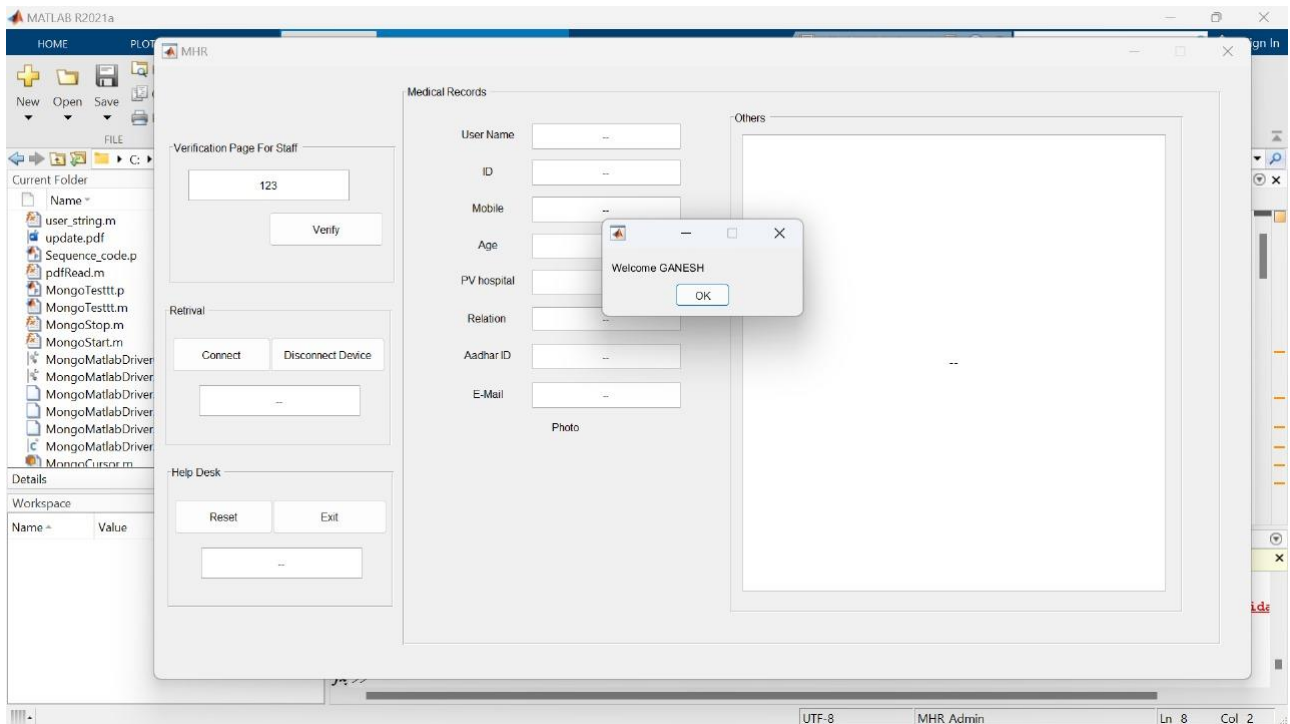 MATLAB R2021a
HOME
PLOT
ign In
MHR
New
Open
Save
FILE
C:
Current Folder
Name
user_string.m
update.pdf
Sequence_code.p
pdfRead.m
MongoTesttt.p
MongoTesttt.m
MongoStop.m
MongoStart.m
MongoMatlabDriver
MongoMatlabDriver
MongoMatlabDriver
MongoMatlabDriver
MongoMatlabDriver
MongoMatlabDriver
MongoCursor.m
Details
Workspace
Name
Value
Verification Page For Staff
123
Verify
Retrival
Connect
Disconnect Device
--
Help Desk
Reset
Exit
--
Medical Records
User Name --
ID --
Mobile --
Age
PV hospital
Relation --
Aadhar ID --
E-Mail --
Photo
Others
--
Welcome GANESH
OK
UTF-8
MHR Admin
Ln 8 Col 2